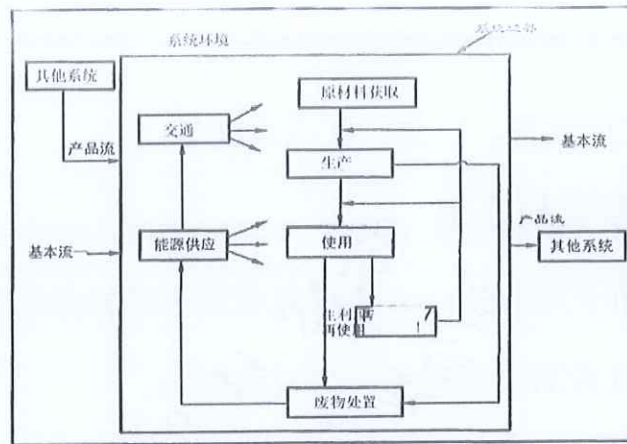 系统环境
其他系统
原材料获取
交通
产品流
基本流
生产
产品流
能源供应
使用
其他系统
基本流
再使用
废物处置